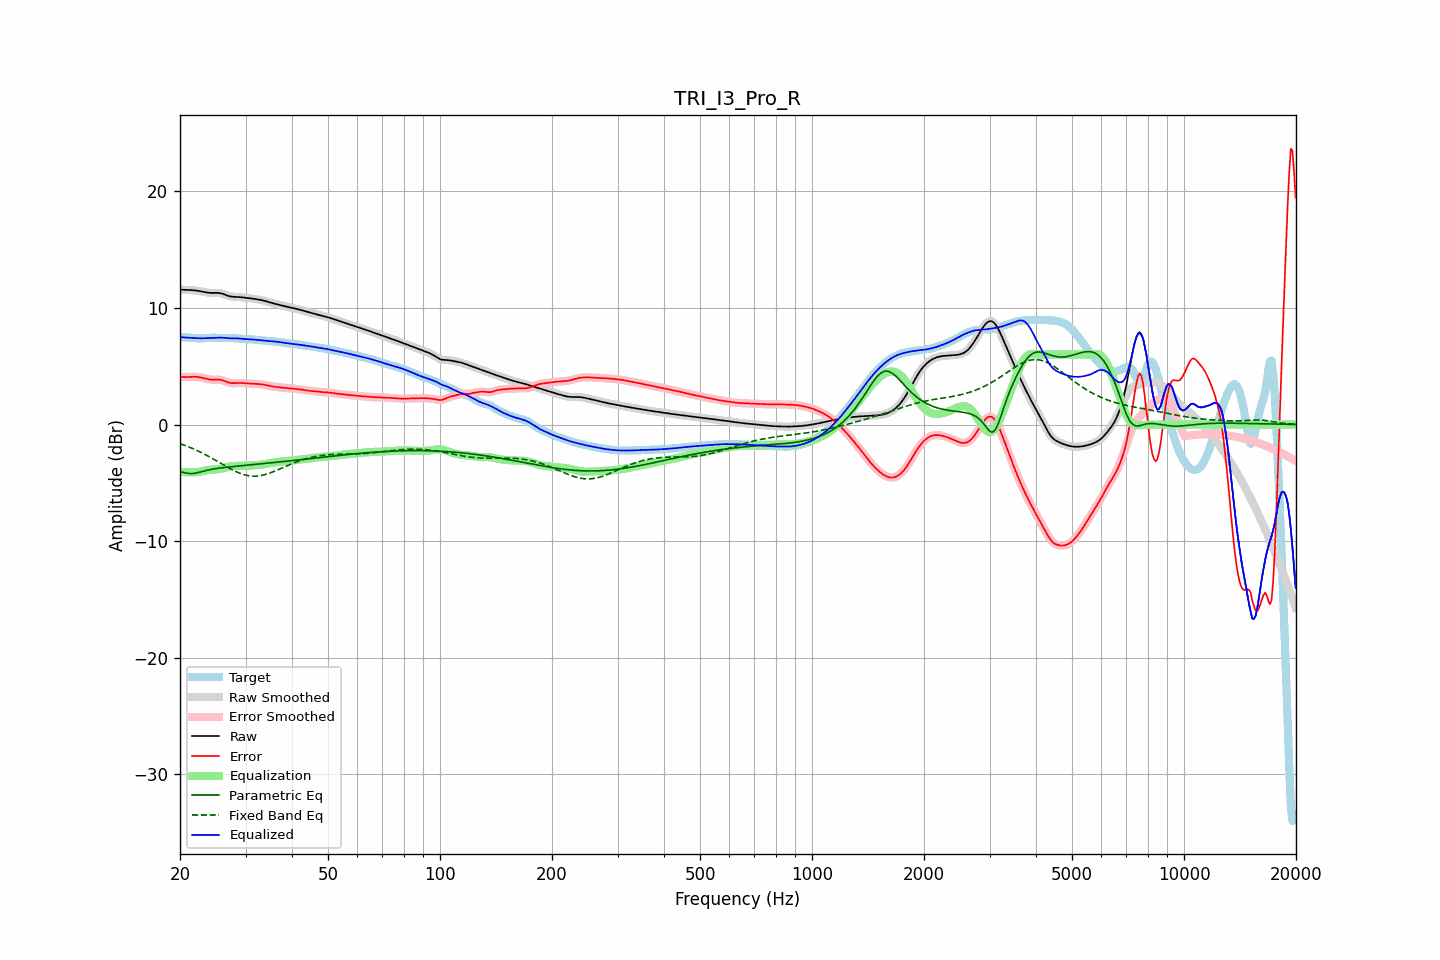 TRI_I3_Pro_R
Amplitude (dBr)
20
10
0
−10
−20
−30
Target
Raw Smoothed
Error Smoothed
Raw
Error
Equalization
Parametric Eq
Fixed Band Eq
Equalized
20 50 100 200 500 1000 2000 5000 10000 20000
Frequency (Hz)